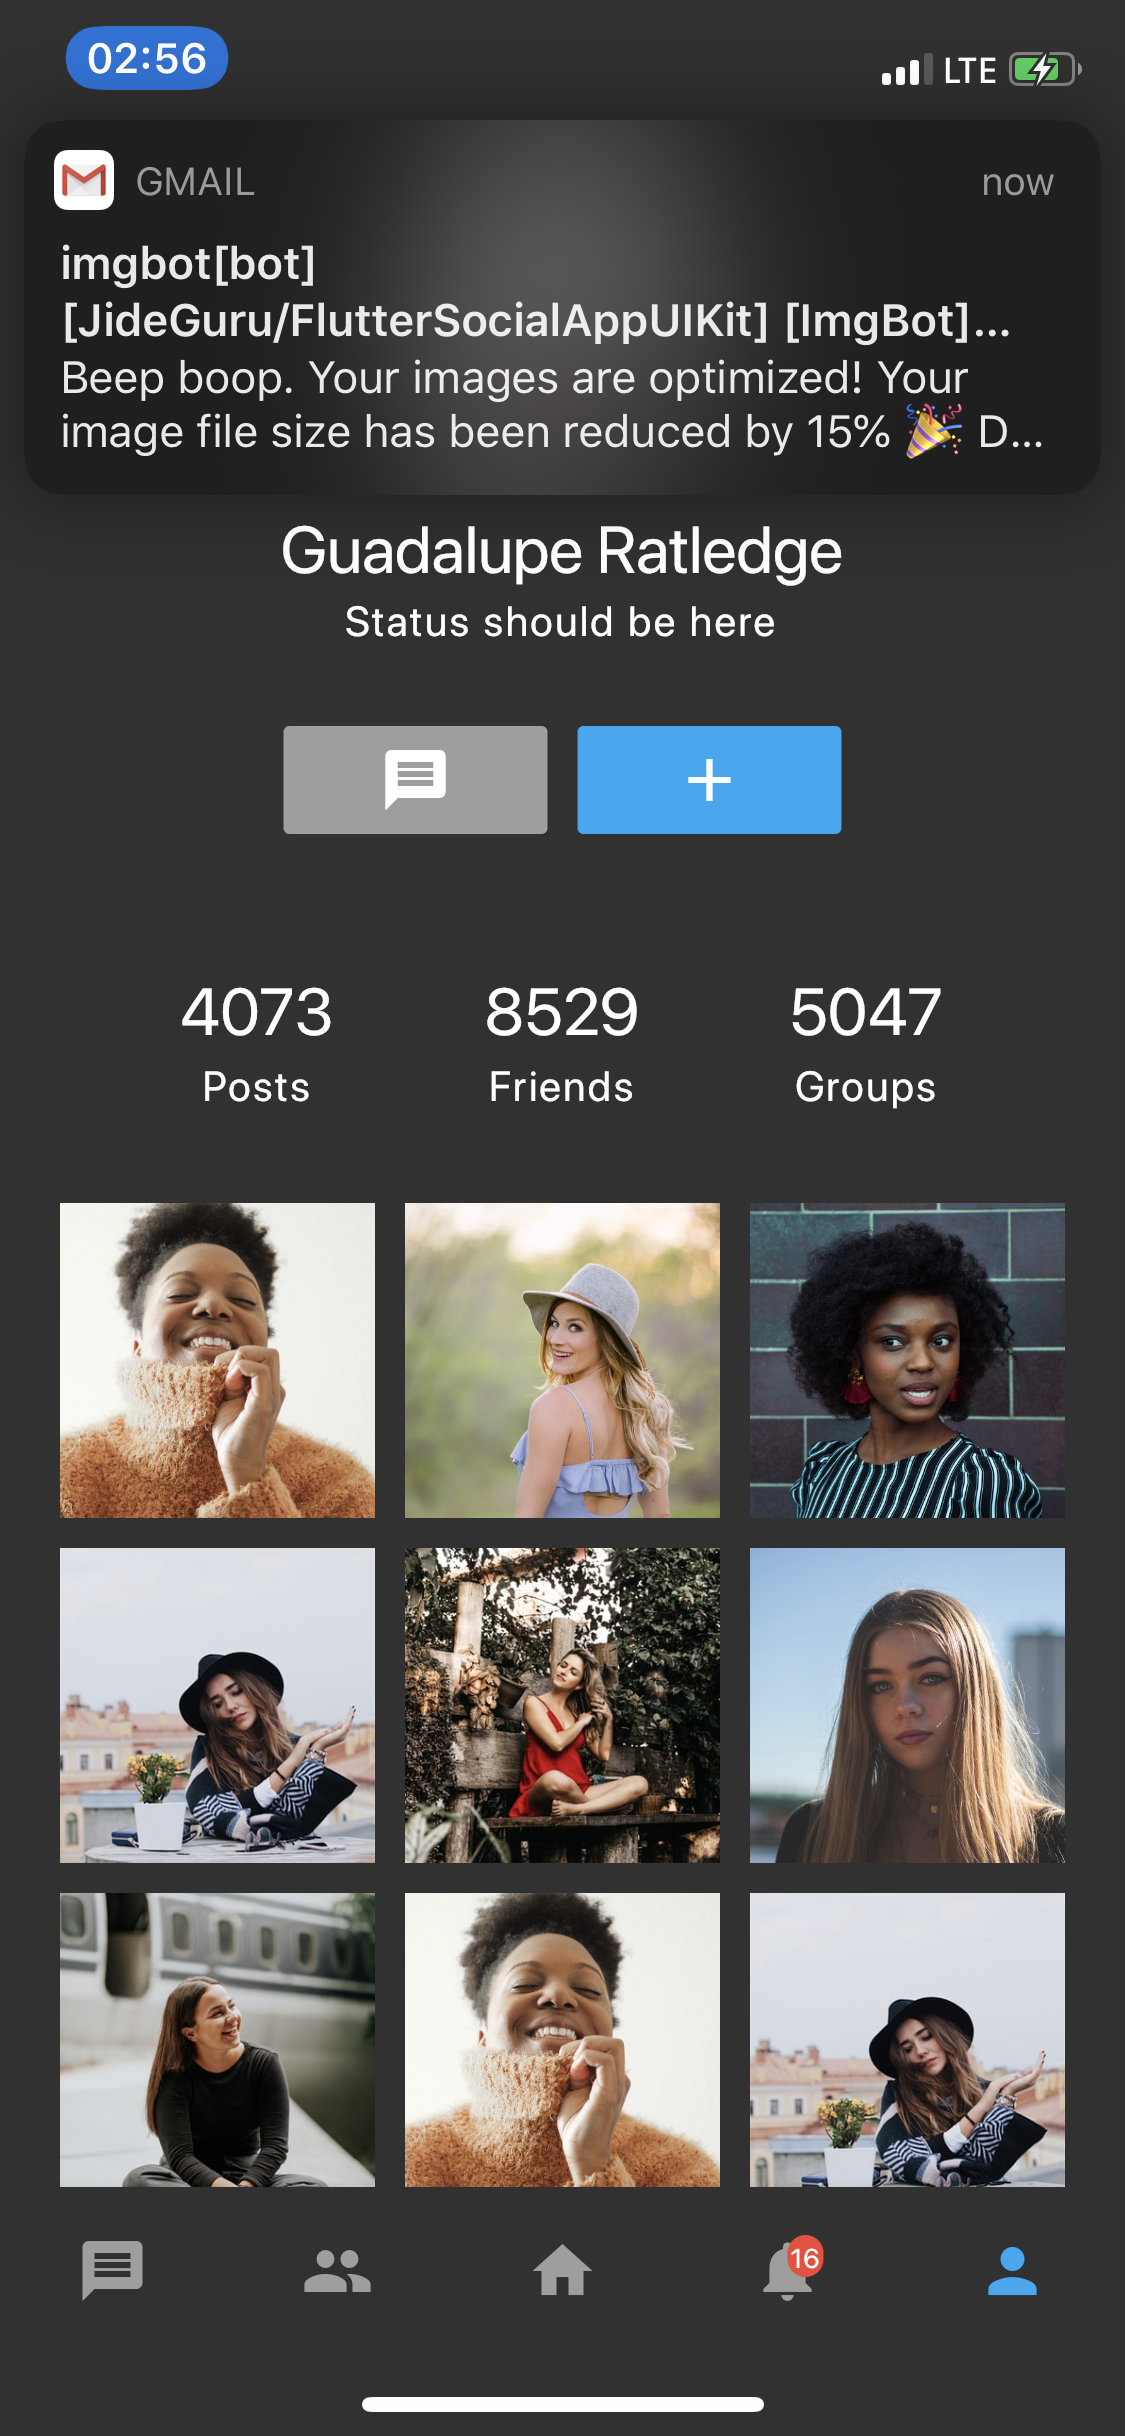 02:56
LTE
GMAIL
now
imgbot[bot]
[JideGuru/FlutterSocialAppUIKit] [ImgBot]...
Beep boop. Your images are optimized! Your
image file size has been reduced by 15% 🎉 D...
Guadalupe Ratledge
Status should be here
4073
8529
5047
Posts
Friends
Groups
16